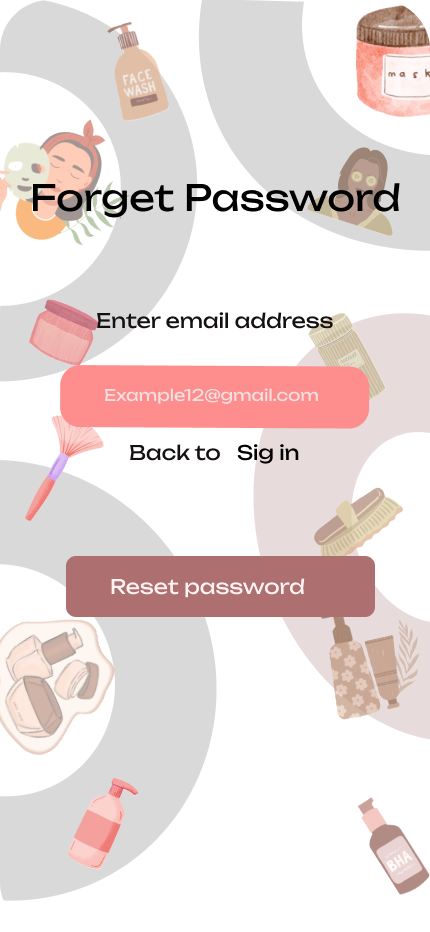 FACE
WASH
mask
Forget Password
Enter email address
Example12@gmail.com
Back to Sig in
Reset password
BHA